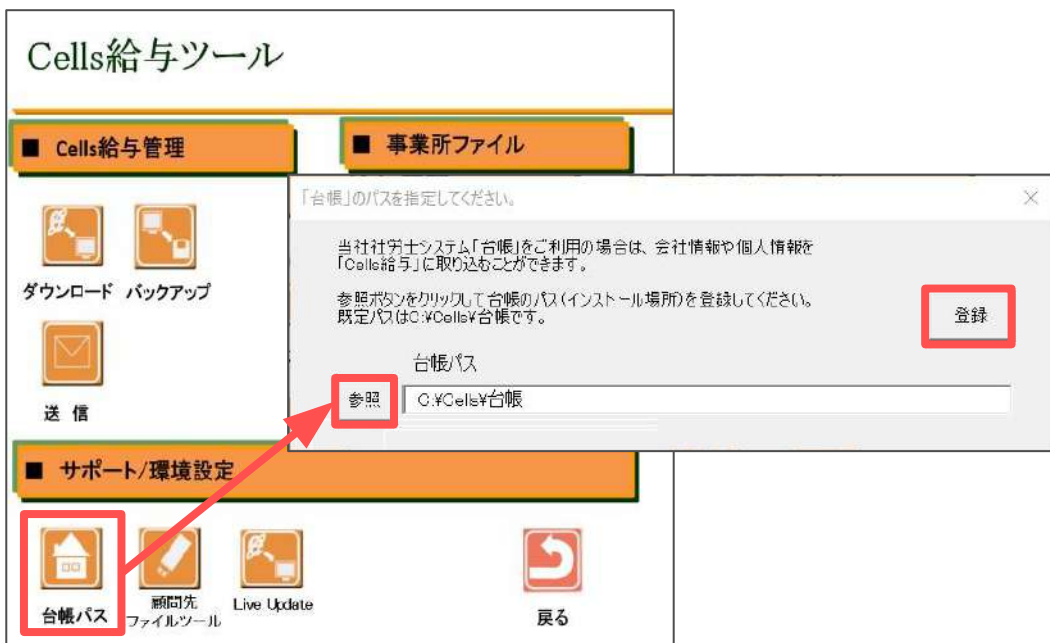 Cells給与ツール
■ Cells給与管理
■ 事業所ファイル
ダウンロード
バックアップ
送信
「台帳」のパスを指定してください。
当社社労士システム「台帳」をご利用の場合は、会社情報や個人情報を
「Cells給与」に取り込むことができます。
参照ボタンをクリックして台帳のパス(インストール場所)を登録してください。
既定パスはC:¥Cells¥台帳です。
登録
台帳パス
参照
C:¥Cells¥台帳
■ サポート/環境設定
台帳パス
顧問先
ファイルツール
Live Update
戻る